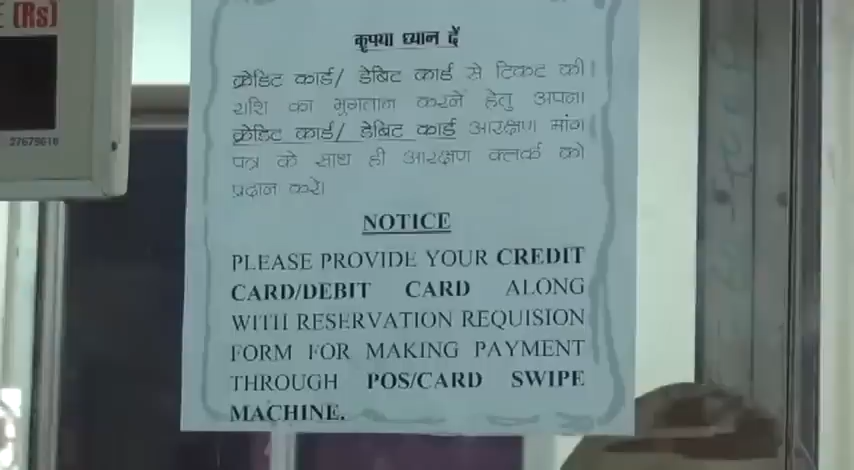 (Rs)
27679618
कृपया ध्यान दें
क्रेडिट कार्ड/ डेबिट कार्ड से टिकट की
राशि का भुगतान करने हेतु अपना
क्रेडिट कार्ड/ डेबिट कार्ड आरक्षण मांग
पत्र के साथ ही आरक्षण क्लर्क को
प्रदान करे।
NOTICE
PLEASE PROVIDE YOUR CREDIT
CARD/DEBIT CARD ALONG
WITH RESERVATION REQUISION
FORM FOR MAKING PAYMENT
THROUGH POS/CARD SWIPE
MACHINE.